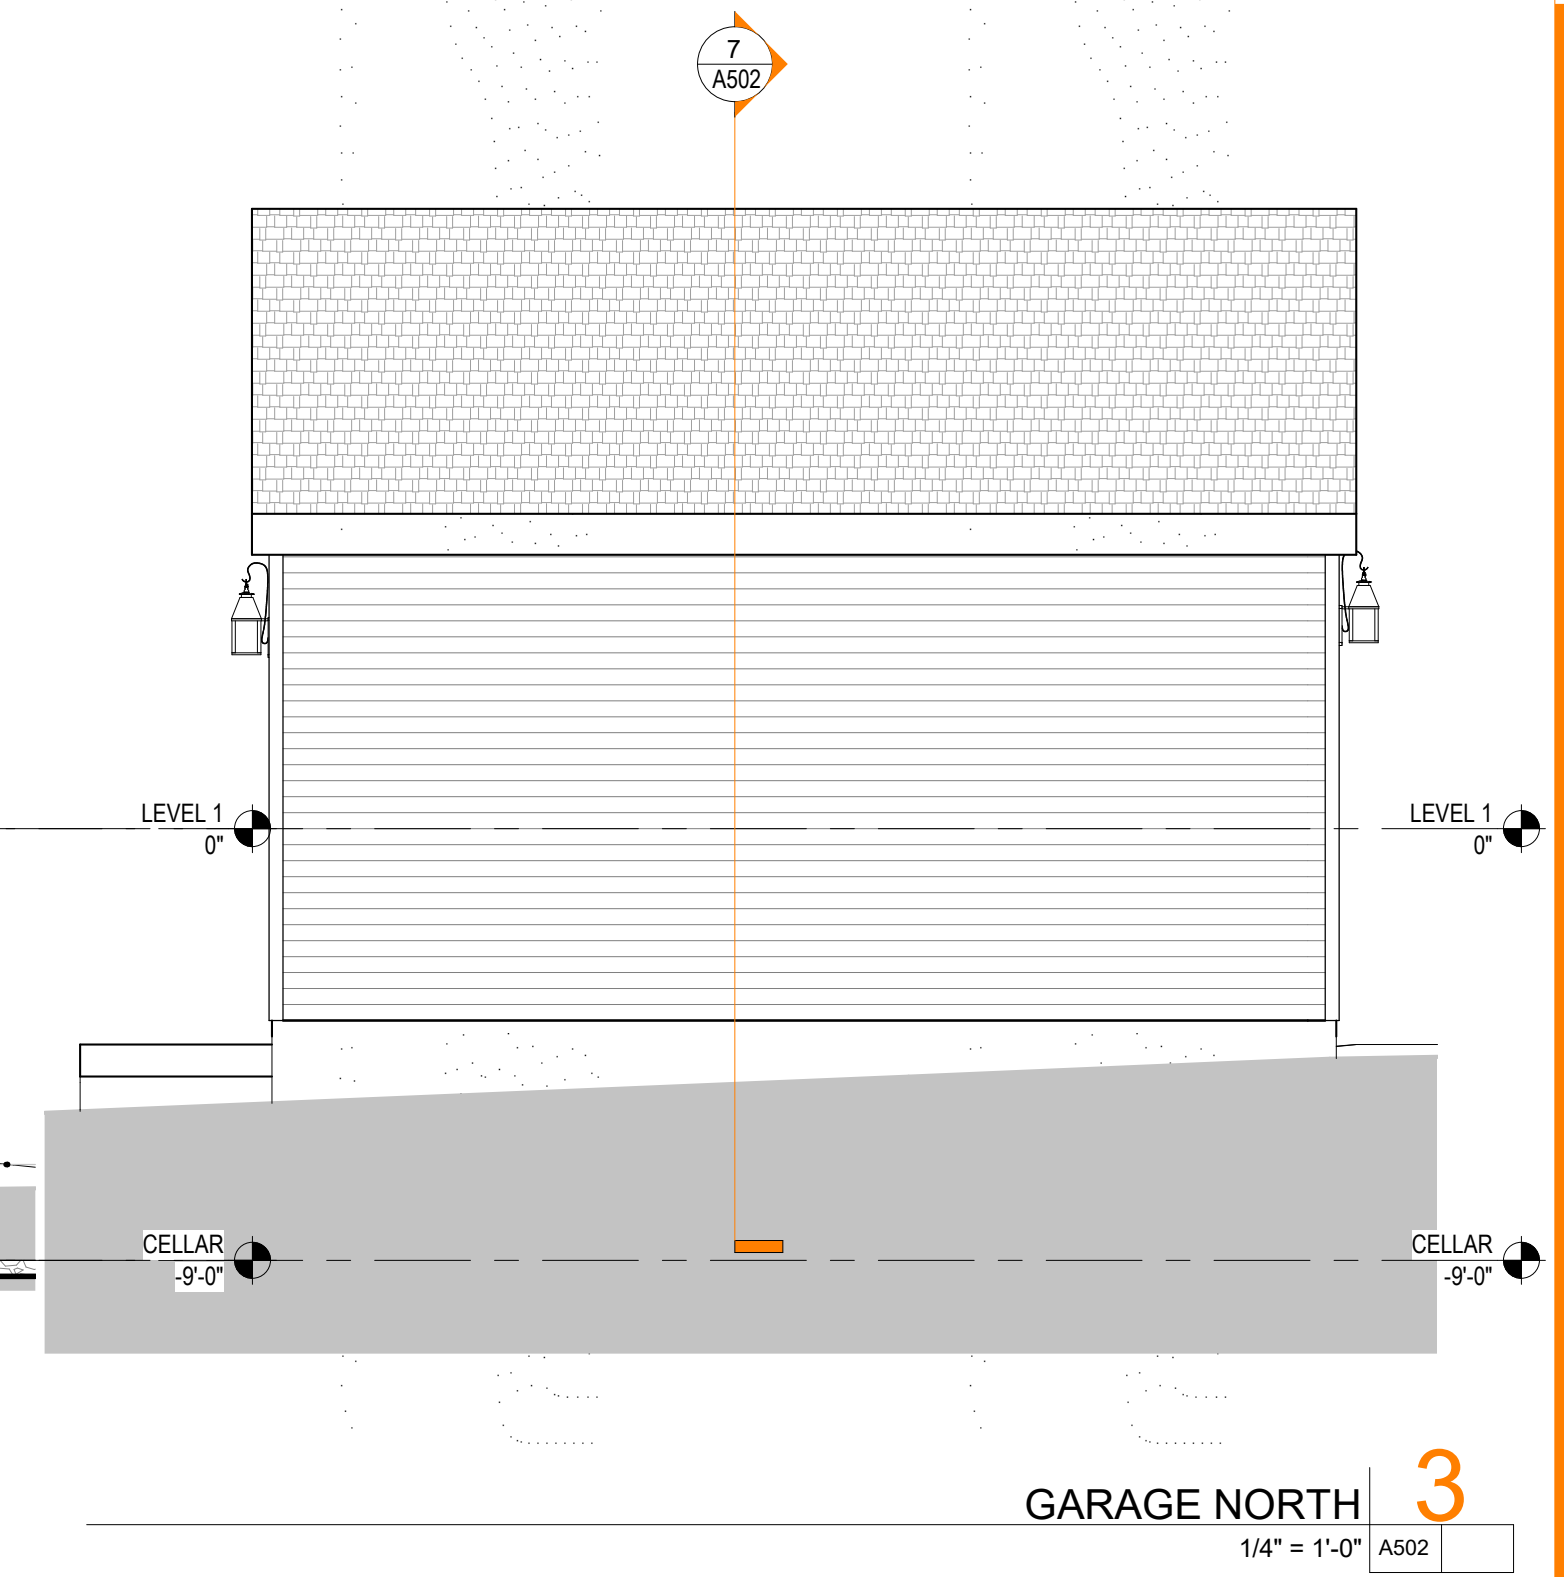 7
A502
LEVEL 1
0"
LEVEL 1
0"
CELLAR
-9'-0"
CELLAR
-9'-0"
GARAGE NORTH
3
1/4" = 1'-0"
A502